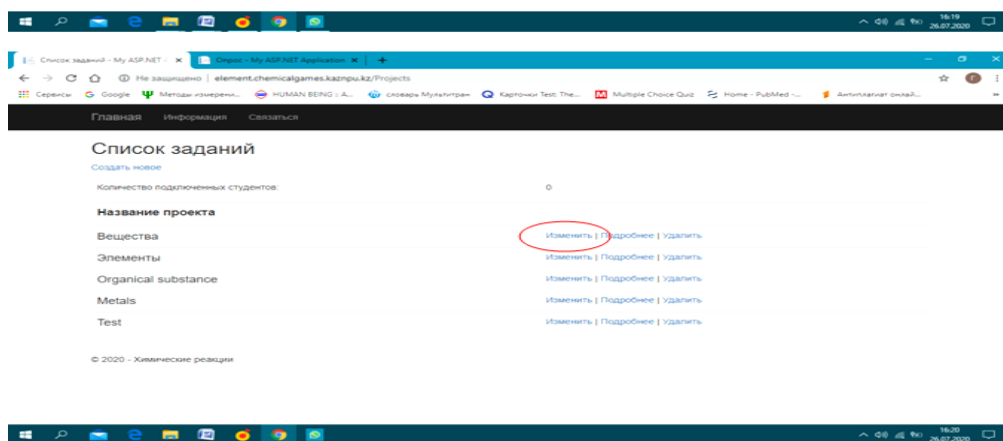 16:19
26.07.2020
Список заданий - My ASP.NET - Опрос - My ASP.NET Application
Не защищено | element.chemicalgames.kaznpu.kz/Projects
Сервисы Google Методы измерени... HUMAN BEING : A... словарь Мультитран Карточки Test: The... Multiple Choice Quiz Home - PubMed -... Антиплагиат онлай...
Главная Информация Связаться
Список заданий
Создать новое
Количество подключенных студентов: 0
Название проекта
Вещества Изменить | Подробнее | Удалить
Элементы Изменить | Подробнее | Удалить
Organical substance Изменить | Подробнее | Удалить
Metals Изменить | Подробнее | Удалить
Test Изменить | Подробнее | Удалить
© 2020 - Химические реакции
16:20
26.07.2020